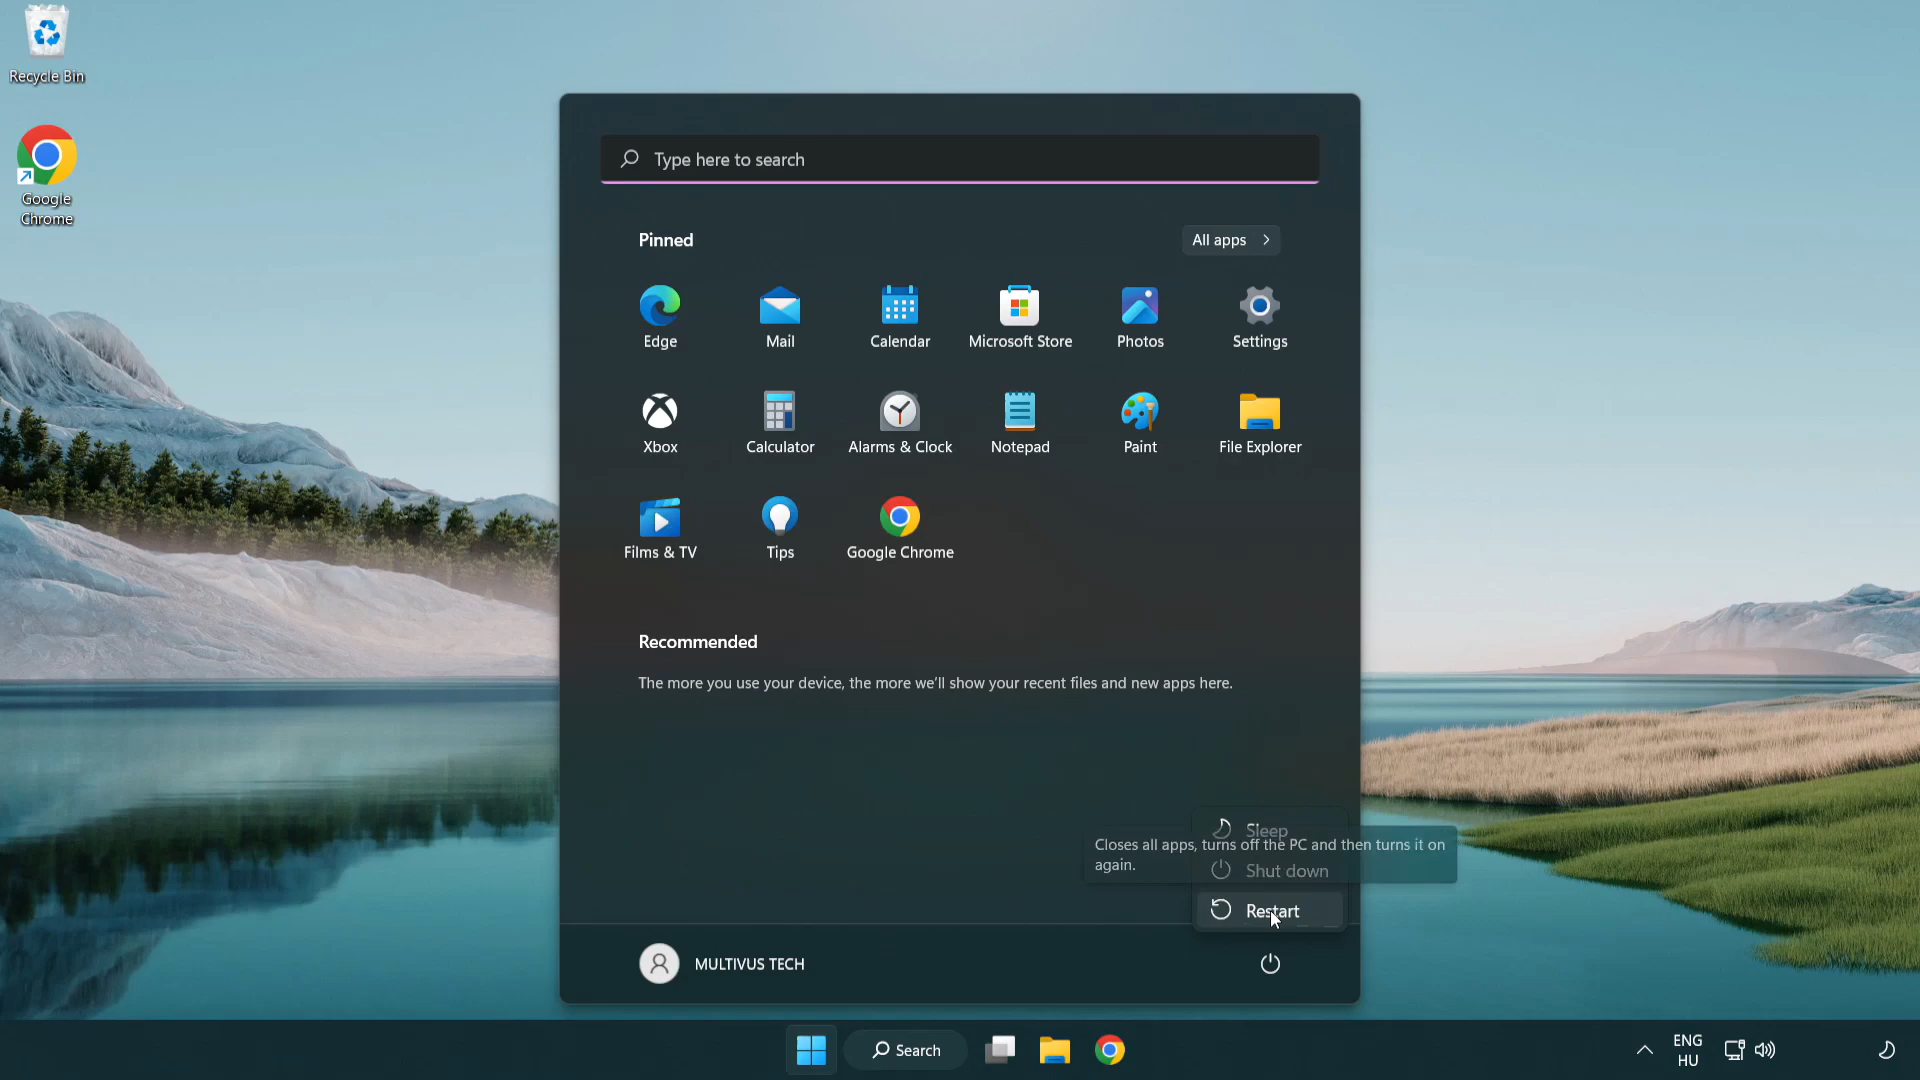 Recycle Bin
Google
Chrome
Type here to search
Pinned
All apps
Edge
Mail
Calendar
Microsoft Store
Photos
Settings
Xbox
Calculator
Alarms & Clock
Notepad
Paint
File Explorer
Films & TV
Tips
Google Chrome
Recommended
The more you use your device, the more we'll show your recent files and new apps here.
Sleep
Closes all apps, turns off the PC and then turns it on
again.
Shut down
Restart
MULTIVUS TECH
Search
ENG
HU